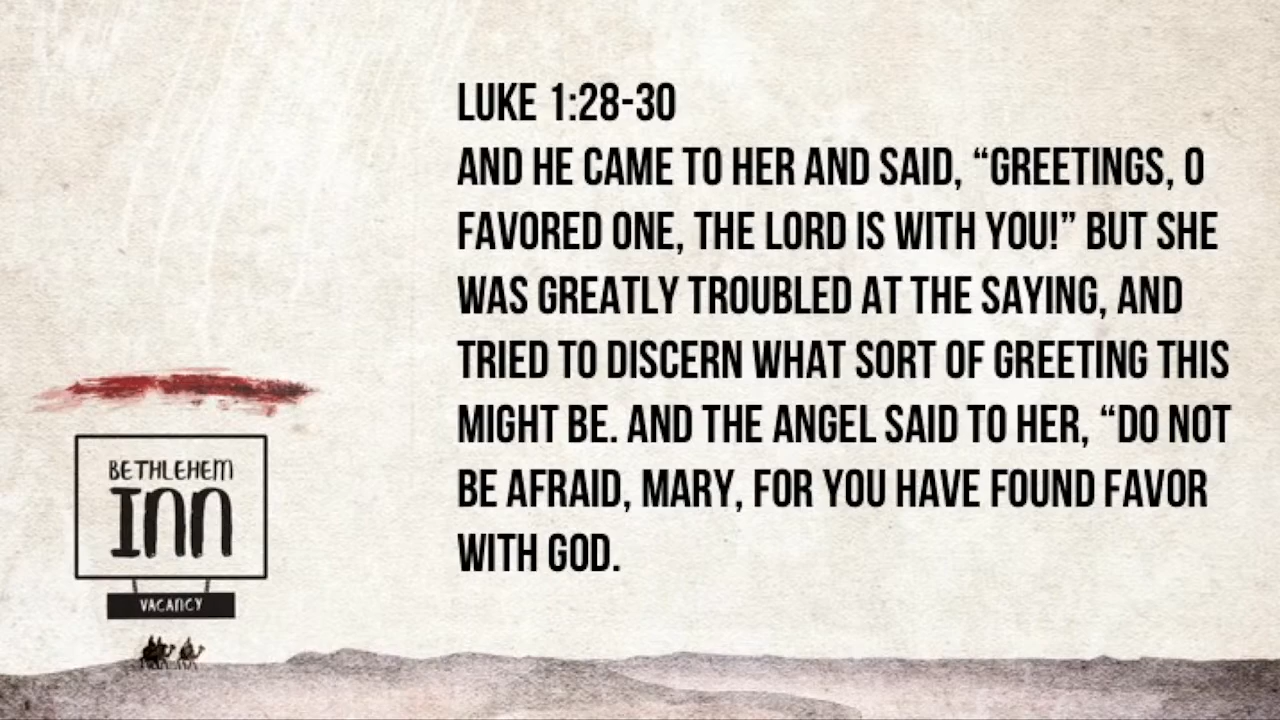 LUKE 1:28-30
AND HE CAME TO HER AND SAID, “GREETINGS, O
FAVORED ONE, THE LORD IS WITH YOU!” BUT SHE
WAS GREATLY TROUBLED AT THE SAYING, AND
TRIED TO DISCERN WHAT SORT OF GREETING THIS
MIGHT BE. AND THE ANGEL SAID TO HER, “DO NOT
BE AFRAID, MARY, FOR YOU HAVE FOUND FAVOR
WITH GOD.
BETHLEHEM
INN
VACANCY